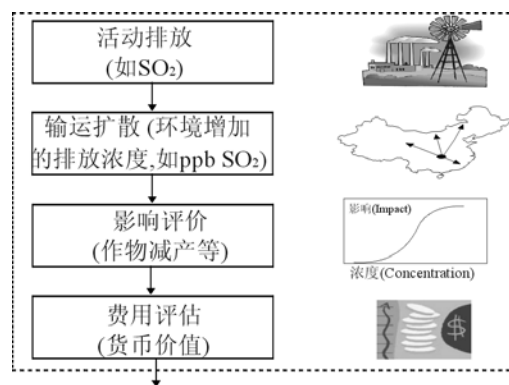 活动排放
(如SO₂)
输运扩散 (环境增加
的排放浓度,如ppb SO₂)
影响评价
(作物减产等)
费用评估
(货币价值)
影响(Impact)
浓度(Concentration)
$